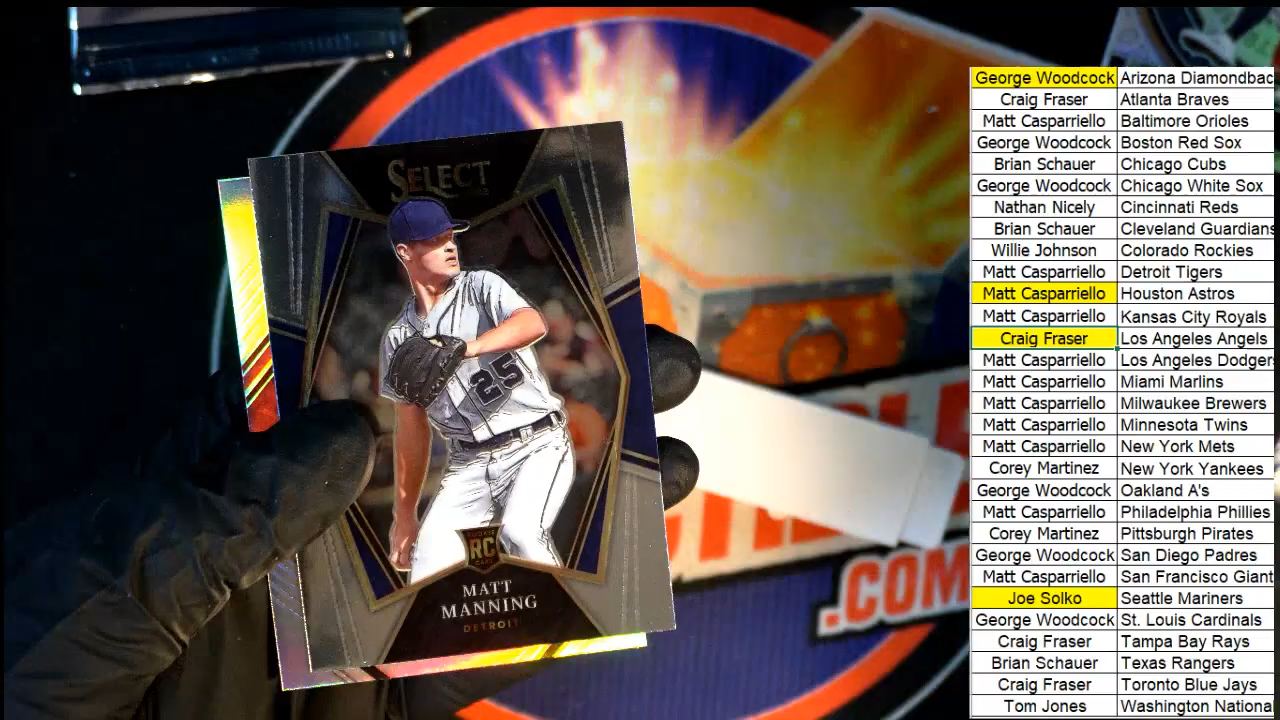 SELECT
25
ROOKIE
RC
CARD
MATT
MANNING
DETROIT
.COM
George Woodcock Arizona Diamondbac
Craig Fraser Atlanta Braves
Matt Casparriello Baltimore Orioles
George Woodcock Boston Red Sox
Brian Schauer Chicago Cubs
George Woodcock Chicago White Sox
Nathan Nicely Cincinnati Reds
Brian Schauer Cleveland Guardians
Willie Johnson Colorado Rockies
Matt Casparriello Detroit Tigers
Matt Casparriello Houston Astros
Matt Casparriello Kansas City Royals
Craig Fraser Los Angeles Angels
Matt Casparriello Los Angeles Dodgers
Matt Casparriello Miami Marlins
Matt Casparriello Milwaukee Brewers
Matt Casparriello Minnesota Twins
Matt Casparriello New York Mets
Corey Martinez New York Yankees
George Woodcock Oakland A's
Matt Casparriello Philadelphia Phillies
Corey Martinez Pittsburgh Pirates
George Woodcock San Diego Padres
Matt Casparriello San Francisco Giant
Joe Solko Seattle Mariners
George Woodcock St. Louis Cardinals
Craig Fraser Tampa Bay Rays
Brian Schauer Texas Rangers
Craig Fraser Toronto Blue Jays
Tom Jones Washington Nationa